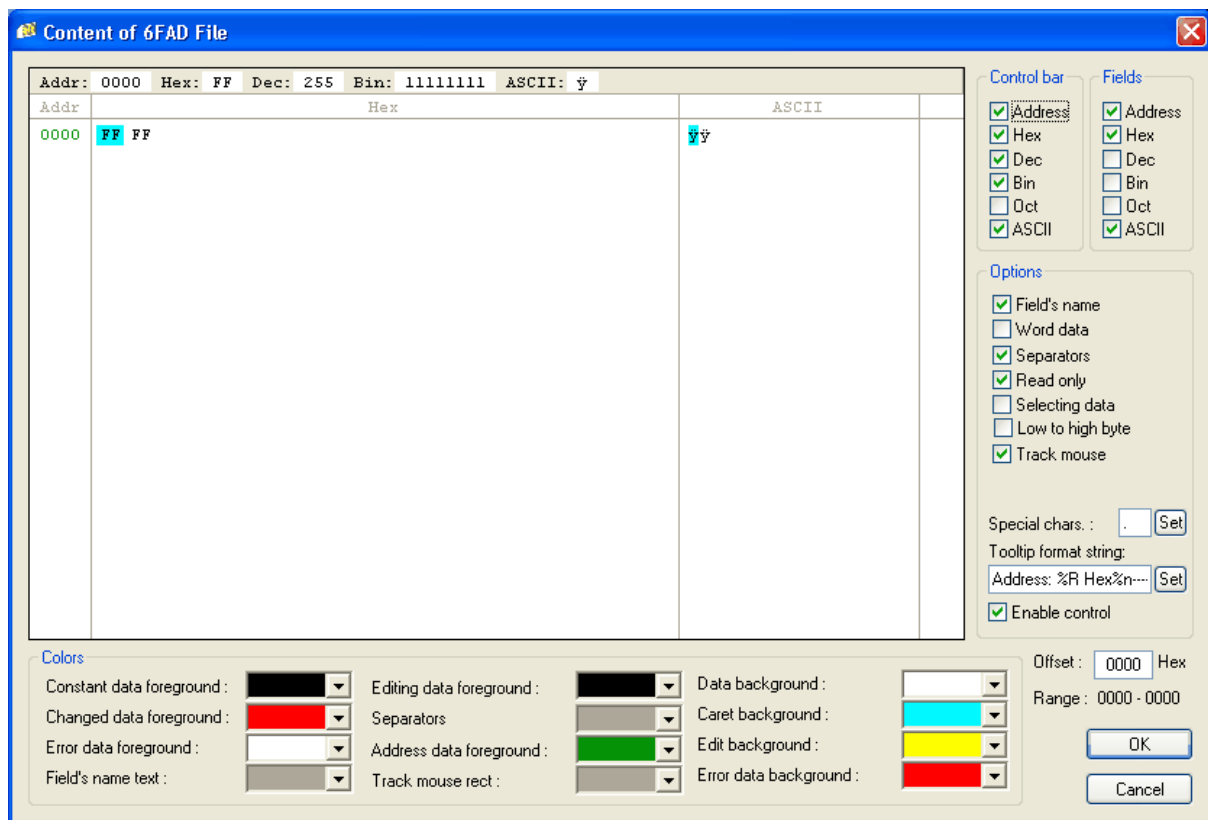 Content of 6FAD File
Addr: 0000 Hex: FF Dec: 255 Bin: 11111111 ASCII: ÿ
Addr Hex ASCII
0000 FF FF ÿÿ
Control bar
Address
Hex
Dec
Bin
Oct
ASCII
Fields
Address
Hex
Dec
Bin
Oct
ASCII
Options
Field's name
Word data
Separators
Read only
Selecting data
Low to high byte
Track mouse
Special chars. : . Set
Tooltip format string:
Address: %R Hex%n---- Set
Enable control
Colors
Constant data foreground :
Changed data foreground :
Error data foreground :
Field's name text :
Editing data foreground :
Separators
Address data foreground :
Track mouse rect :
Data background :
Caret background :
Edit background :
Error data background :
Offset : 0000 Hex
Range : 0000 - 0000
OK
Cancel